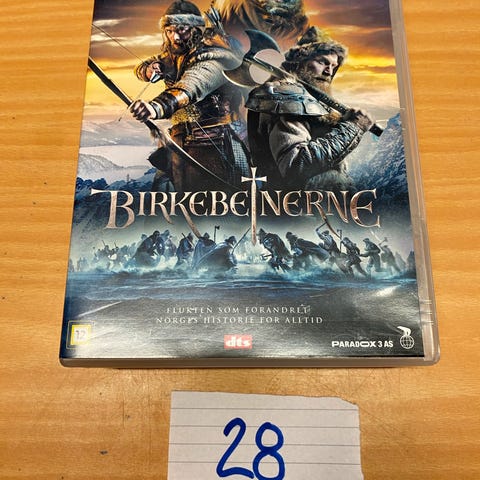 BIRKEBEINERNE
FLUKTEN SOM FORANDRET
NORGES HISTORIE FOR ALLTID
dts
PARADOX 3 AS
28